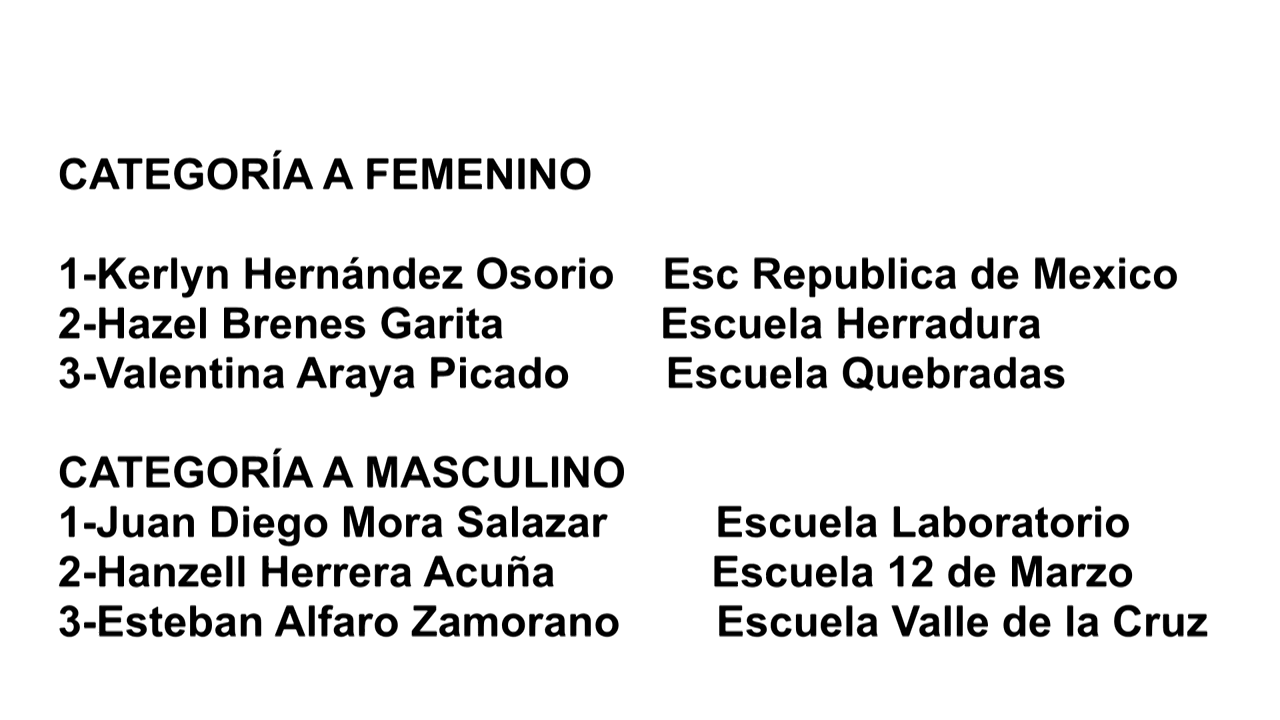 CATEGORÍA A FEMENINO
1-Kerlyn Hernández Osorio Esc Republica de Mexico
2-Hazel Brenes Garita Escuela Herradura
3-Valentina Araya Picado Escuela Quebradas
CATEGORÍA A MASCULINO
1-Juan Diego Mora Salazar Escuela Laboratorio
2-Hanzell Herrera Acuña Escuela 12 de Marzo
3-Esteban Alfaro Zamorano Escuela Valle de la Cruz